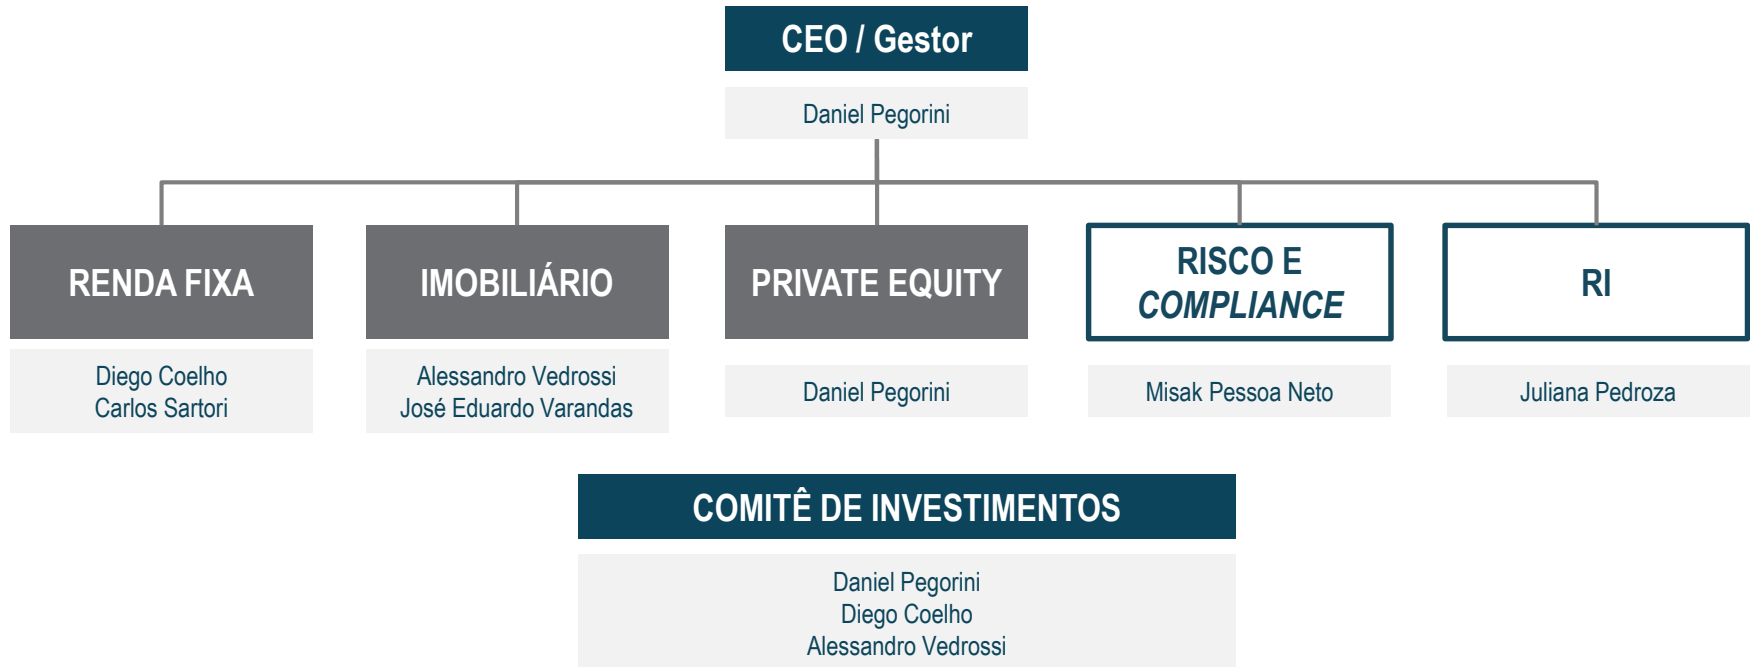 CEO / Gestor
Daniel Pegorini
RENDA FIXA
Diego Coelho
Carlos Sartori
IMOBILIÁRIO
Alessandro Vedrossi
José Eduardo Varandas
PRIVATE EQUITY
Daniel Pegorini
RISCO E
COMPLIANCE
Misak Pessoa Neto
RI
Juliana Pedroza
COMITÊ DE INVESTIMENTOS
Daniel Pegorini
Diego Coelho
Alessandro Vedrossi